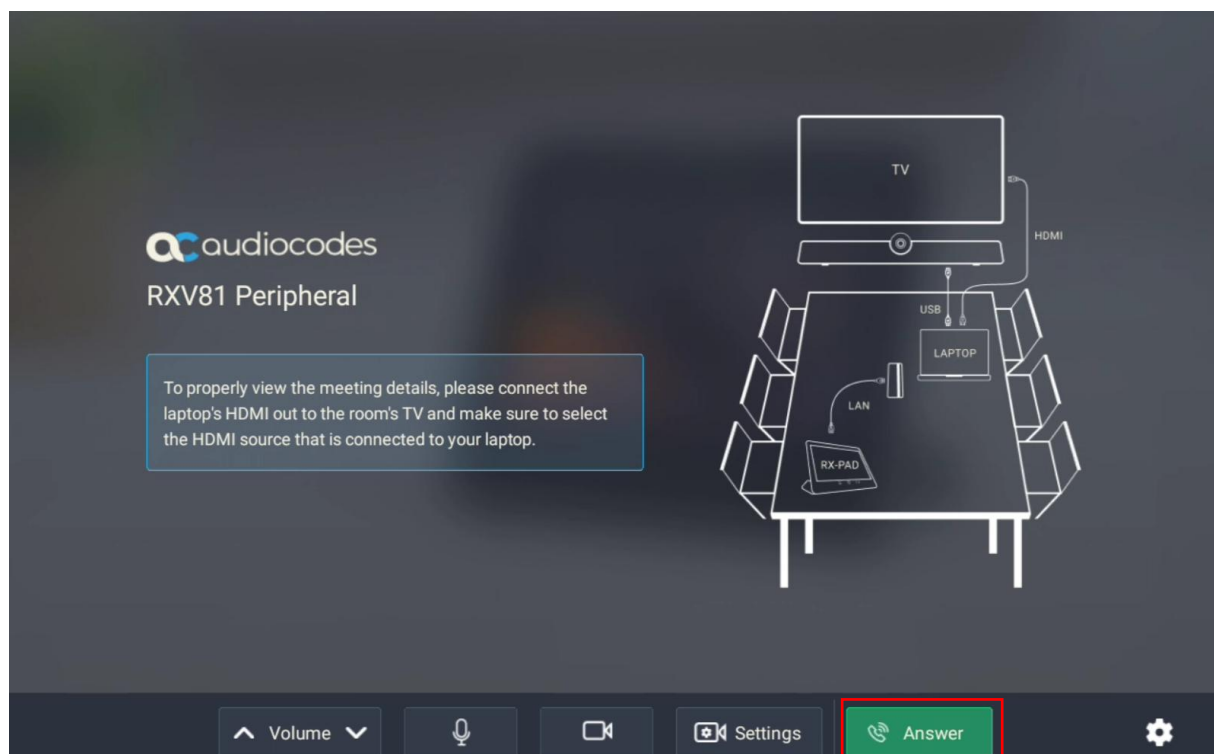 audiocodes
RXV81 Peripheral
To properly view the meeting details, please connect the
laptop's HDMI out to the room's TV and make sure to select
the HDMI source that is connected to your laptop.
TV
HDMI
USB
LAPTOP
LAN
RX-PAD
Volume
Settings
Answer